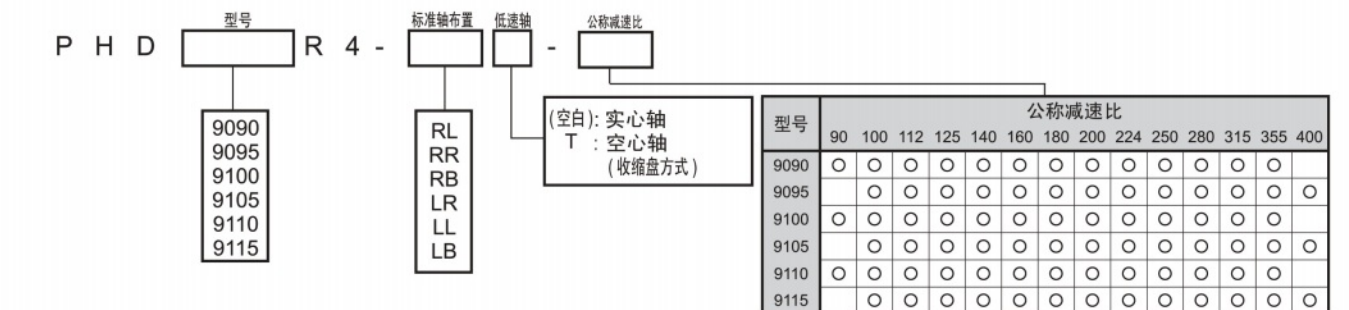 型号 标准轴布置 低速轴 公称减速比
P H D R 4 - -
9090
9095
9100
9105
9110
9115
RL
RR
RB
LR
LL
LB
(空白): 实心轴
T : 空心轴
(收缩盘方式)
型号 公称减速比
90 100 112 125 140 160 180 200 224 250 280 315 355 400
9090 ○ ○ ○ ○ ○ ○ ○ ○ ○ ○ ○ ○ ○
9095 ○ ○ ○ ○ ○ ○ ○ ○ ○ ○ ○ ○ ○
9100 ○ ○ ○ ○ ○ ○ ○ ○ ○ ○ ○ ○ ○
9105 ○ ○ ○ ○ ○ ○ ○ ○ ○ ○ ○ ○ ○
9110 ○ ○ ○ ○ ○ ○ ○ ○ ○ ○ ○ ○ ○
9115 ○ ○ ○ ○ ○ ○ ○ ○ ○ ○ ○ ○ ○